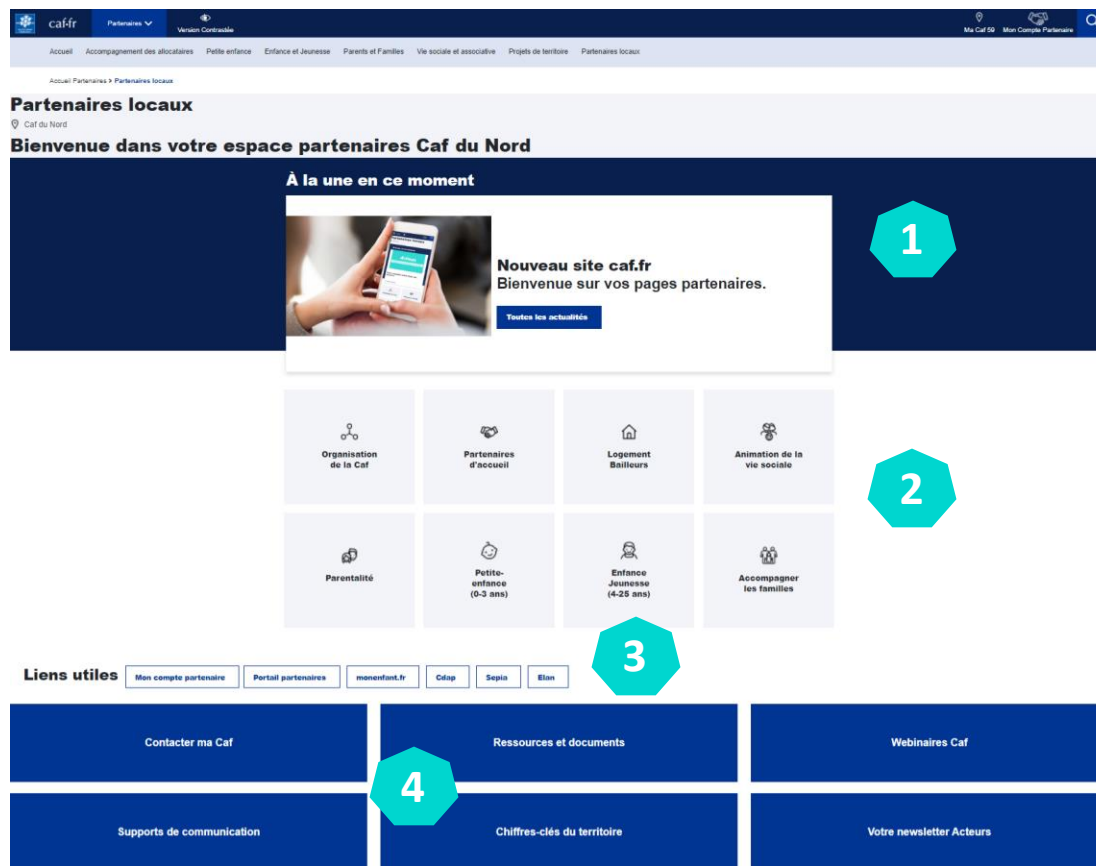 caf•fr
Partenaires
Version Contrastée
Ma Caf 59
Mon Compte Partenaire
Accueil
Accompagnement des allocataires
Petite enfance
Enfance et Jeunesse
Parents et Familles
Vie sociale et associative
Projets de territoire
Partenaires locaux
Accueil Partenaires > Partenaires locaux
Partenaires locaux
Caf du Nord
Bienvenue dans votre espace partenaires Caf du Nord
À la une en ce moment
1
Nouveau site caf.fr
Bienvenue sur vos pages partenaires.
Toutes les actualités
Organisation
de la Caf
Partenaires
d'accueil
Logement
Bailleurs
Animation de la
vie sociale
2
Parentalité
Petite-
enfance
(0-3 ans)
Enfance
Jeunesse
(4-25 ans)
Accompagner
les familles
3
Liens utiles
Mon compte partenaire
Portail partenaires
monenfant.fr
Cdap
Sepia
Elan
Contacter ma Caf
Ressources et documents
Webinaires Caf
4
Supports de communication
Chiffres-clés du territoire
Votre newsletter Acteurs